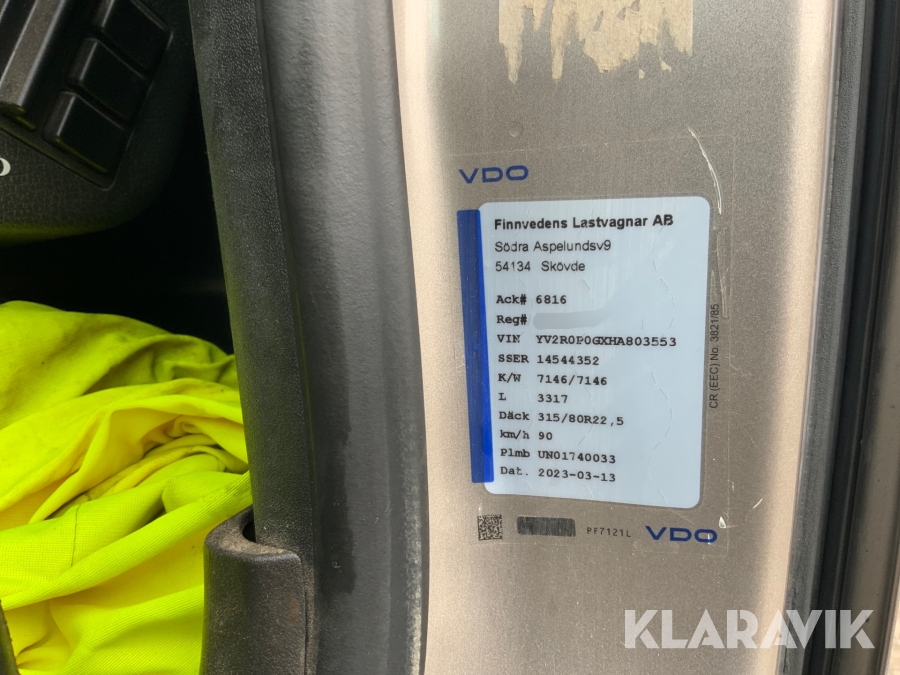 VDO
Finnvedens Lastvagnar AB
Södra Aspelundsv9
54134 Skövde
Ack# 6816
Reg#
VIN YV2R0P0GXHA803553
SSER 14544352
K/W 7146/7146
L 3317
Däck 315/80R22,5
km/h 90
Plmb UN01740033
Dat. 2023-03-13
CR (EEC) No. 3821/85
PF7121L VDO
KLARAVIK